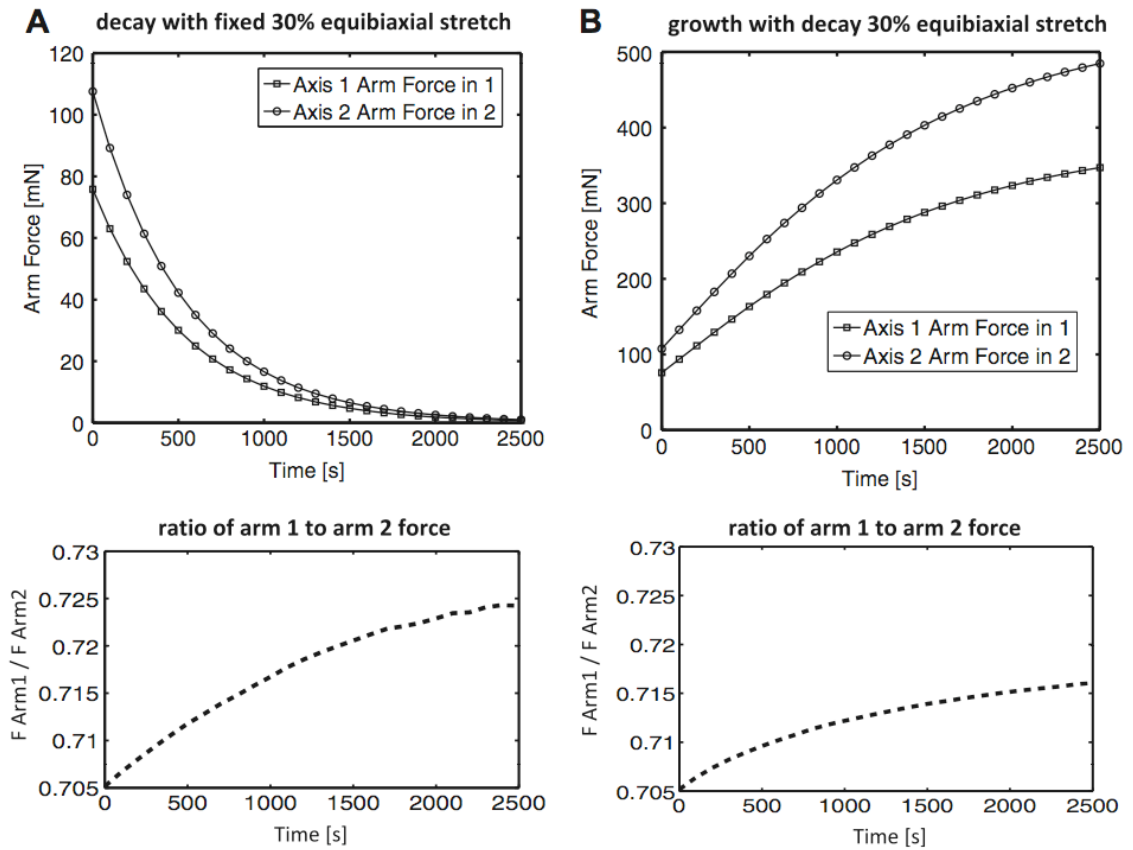 A decay with fixed 30% equibiaxial stretch
120
100
80
60
40
20
0
Arm Force [mN]
Axis 1 Arm Force in 1
Axis 2 Arm Force in 2
0 500 1000 1500 2000 2500
Time [s]
B growth with decay 30% equibiaxial stretch
500
400
300
200
100
0
Arm Force [mN]
Axis 1 Arm Force in 1
Axis 2 Arm Force in 2
0 500 1000 1500 2000 2500
Time [s]
ratio of arm 1 to arm 2 force
0.73
0.725
0.72
0.715
0.71
0.705
F Arm1 / F Arm2
0 500 1000 1500 2000 2500
Time [s]
ratio of arm 1 to arm 2 force
0.73
0.725
0.72
0.715
0.71
0.705
F Arm1 / F Arm2
0 500 1000 1500 2000 2500
Time [s]